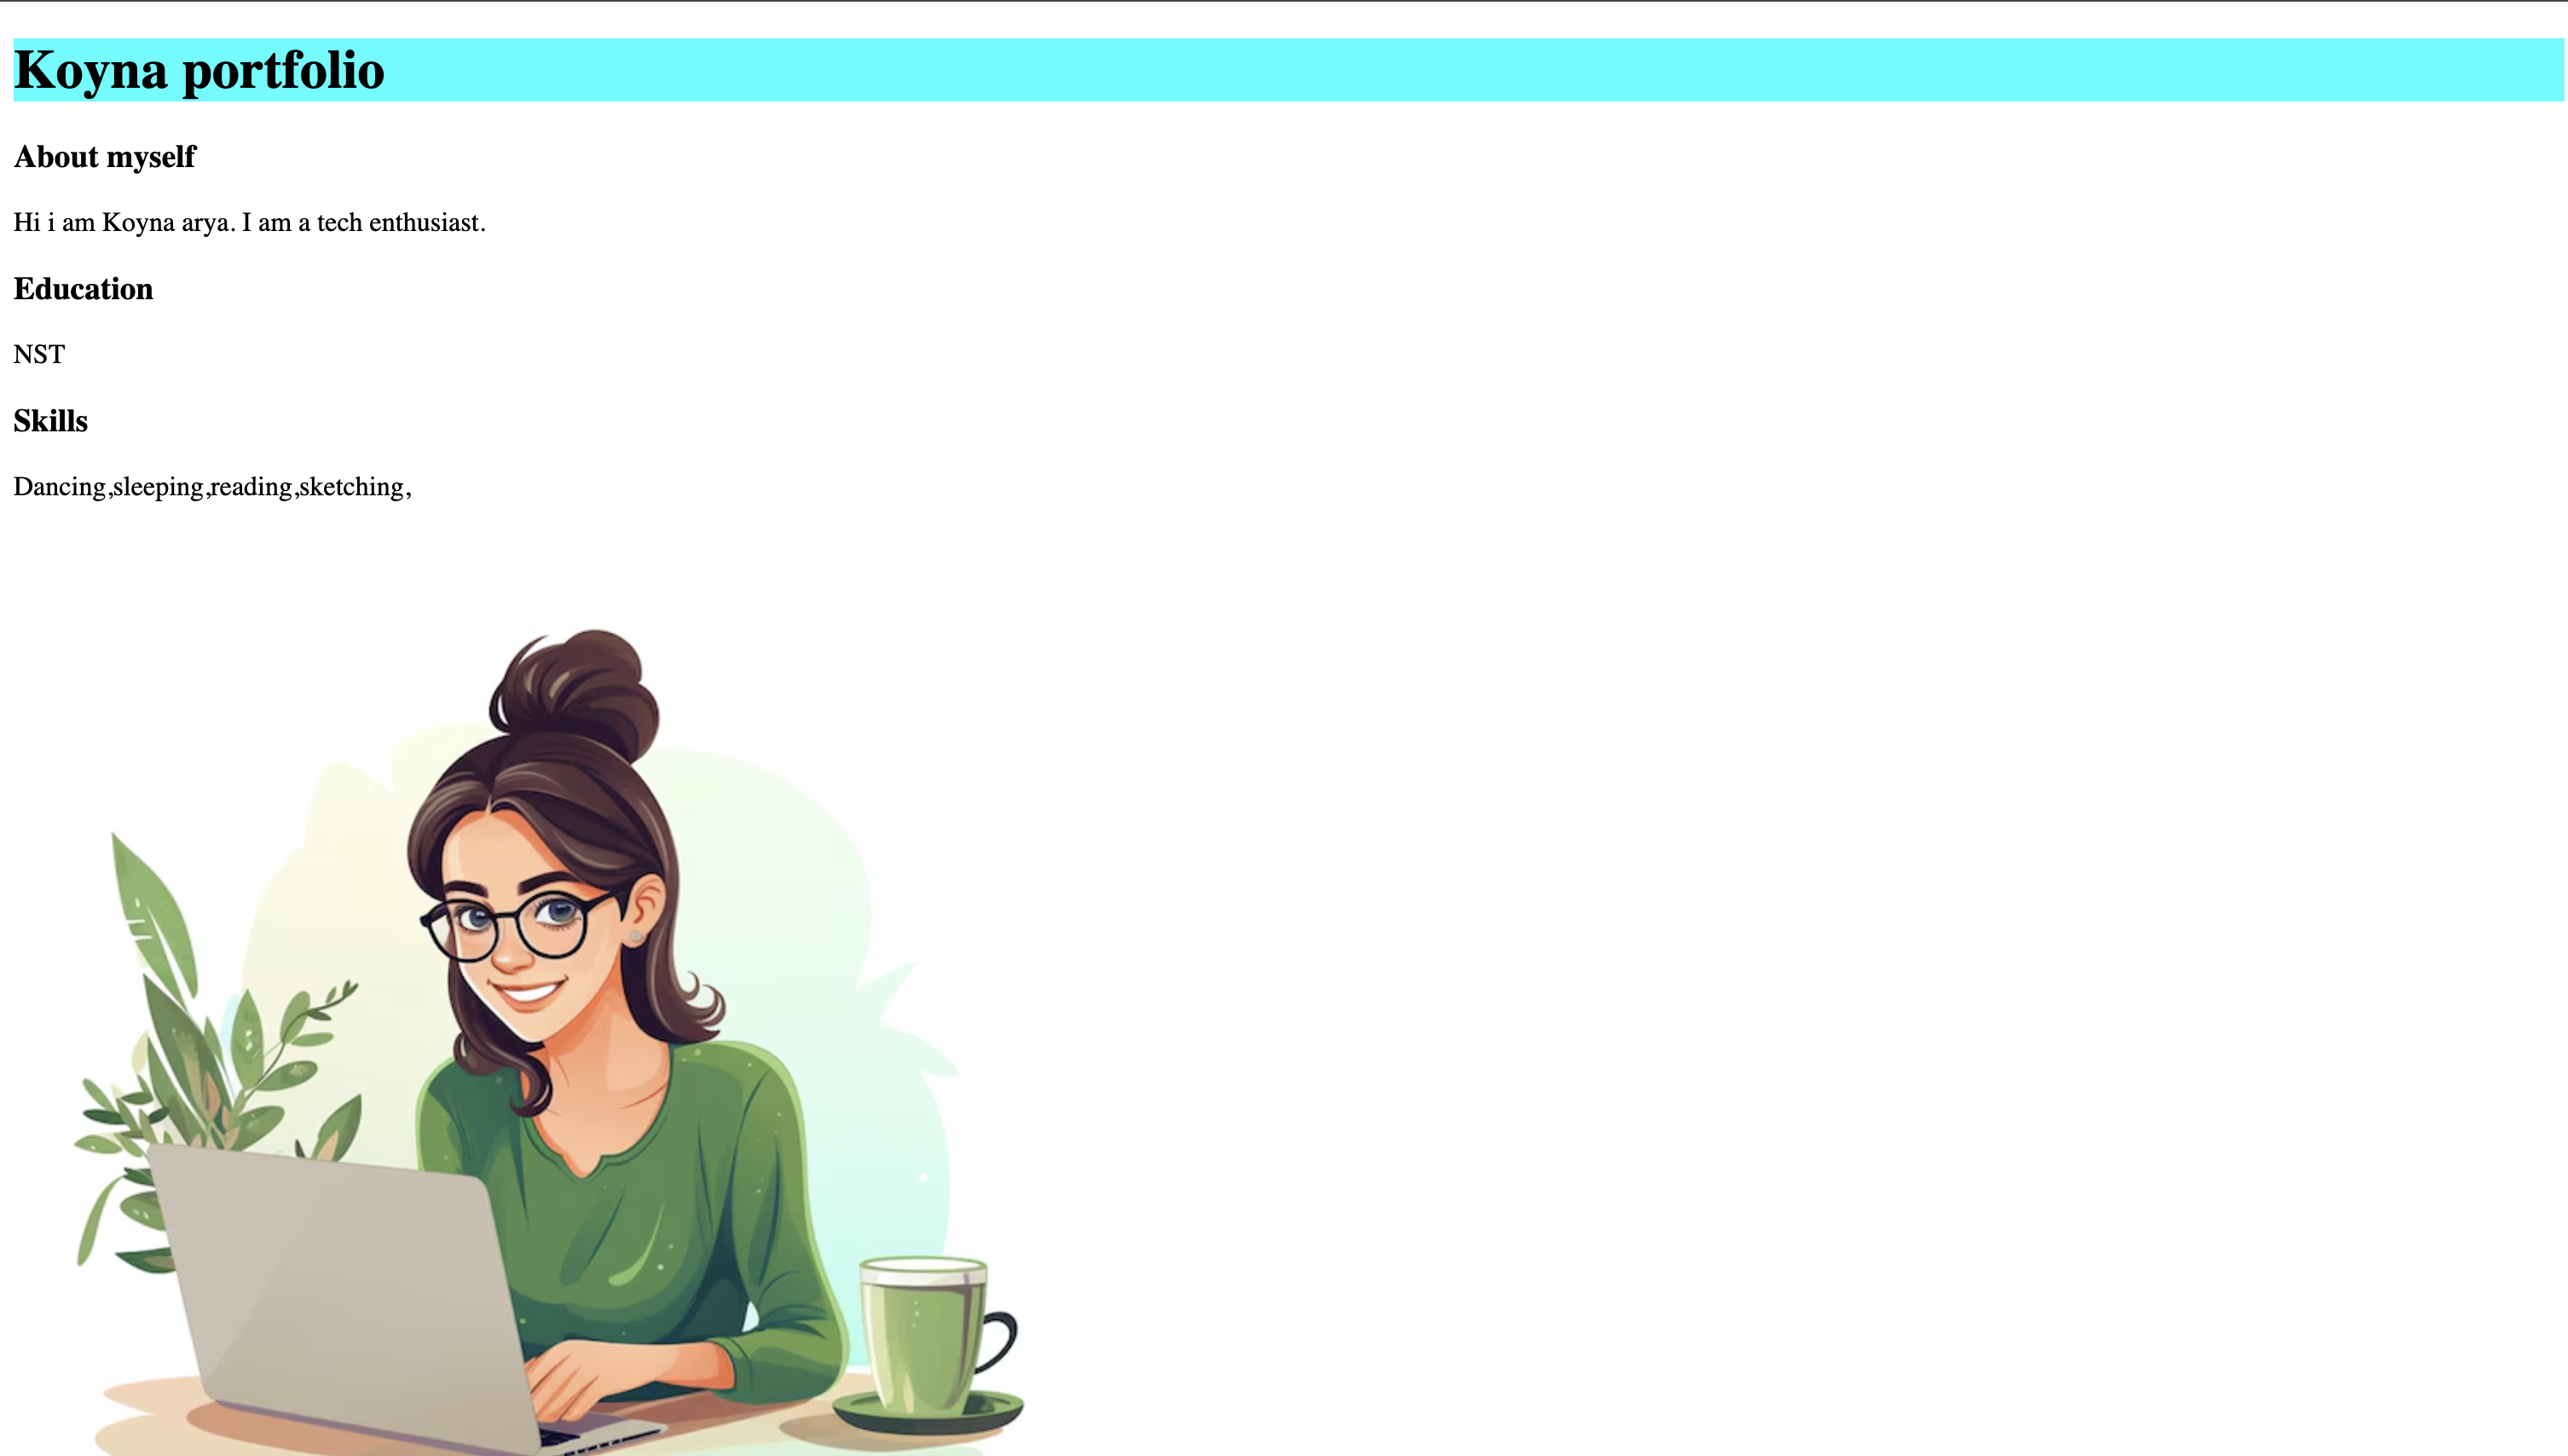 Koyna portfolio
About myself
Hi i am Koyna arya. I am a tech enthusiast.
Education
NST
Skills
Dancing,sleeping,reading,sketching,